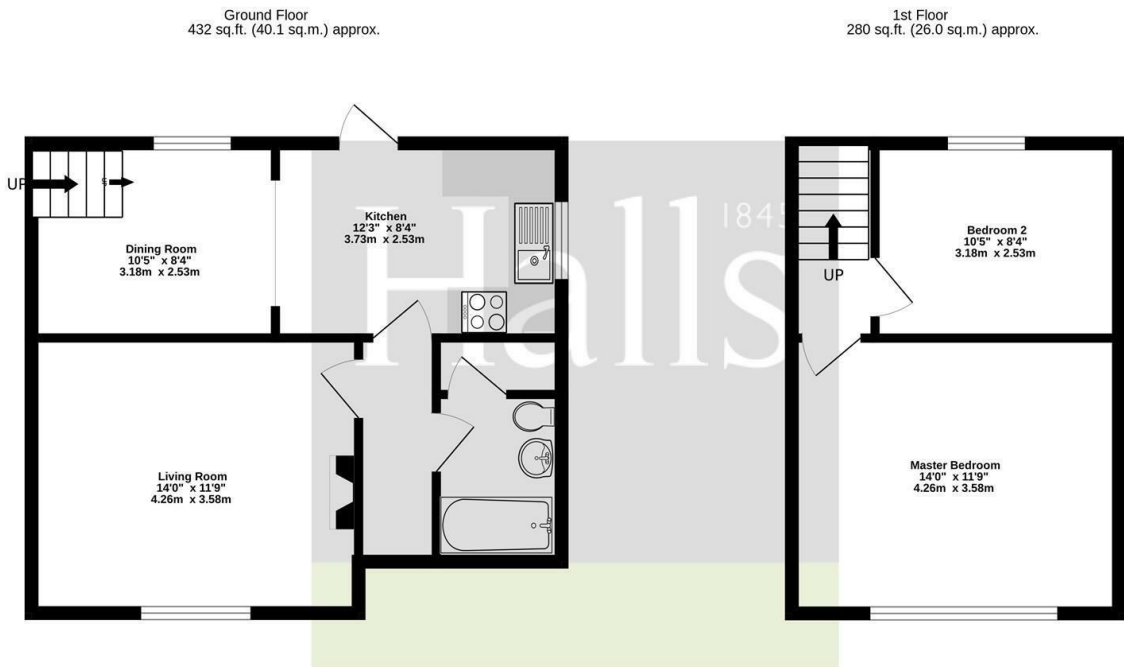 Ground Floor
432 sq.ft. (40.1 sq.m.) approx.
1st Floor
280 sq.ft. (26.0 sq.m.) approx.
UP
UP
Dining Room
10'5" x 8'4"
3.18m x 2.53m
Kitchen
12'3" x 8'4"
3.73m x 2.53m
Halls
1845
UP
Bedroom 2
10'5" x 8'4"
3.18m x 2.53m
Living Room
14'0" x 11'9"
4.26m x 3.58m
Master Bedroom
14'0" x 11'9"
4.26m x 3.58m